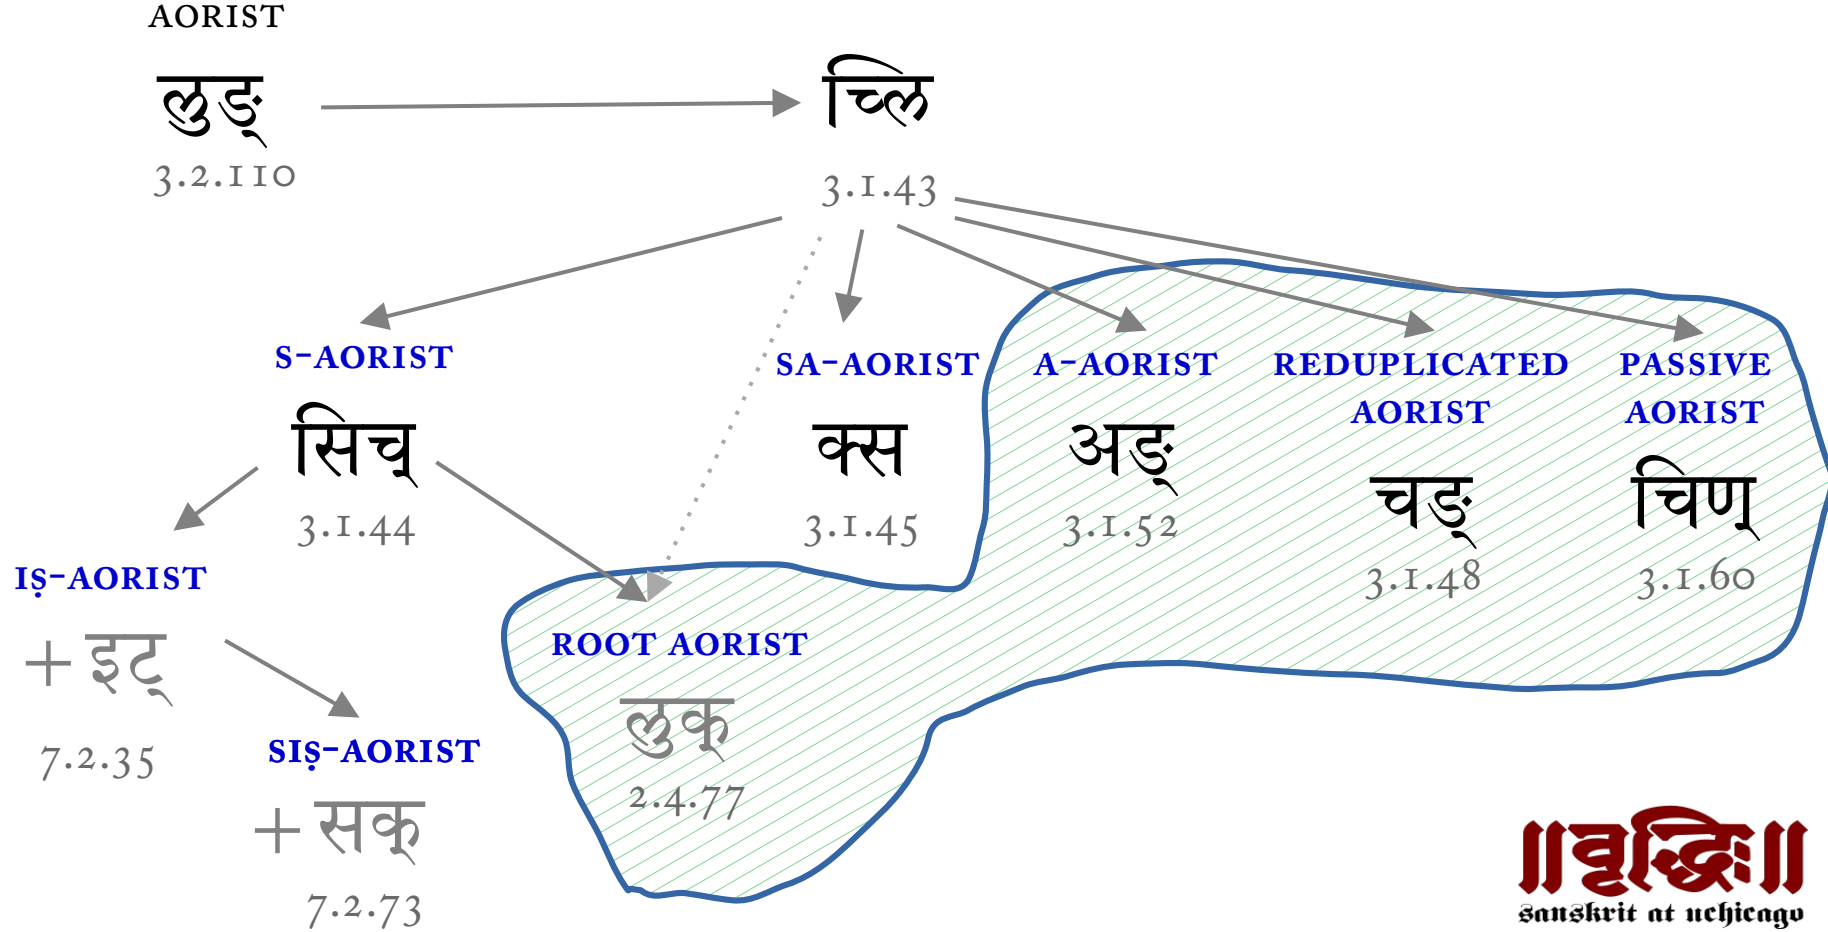 AORIST
लुङ्
3.2.110
च्लि
3.1.43
S-AORIST
सिच्
3.1.44
SA-AORIST
क्स
3.1.45
A-AORIST
अङ्
3.1.52
REDUPLICATED
AORIST
चङ्
3.1.48
PASSIVE
AORIST
चिण्
3.1.60
IṢ-AORIST
+ इट्
7.2.35
SIṢ-AORIST
+ सक्
7.2.73
ROOT AORIST
लुक्
2.4.77
॥वृद्धिः॥
sanskrit at uchicago